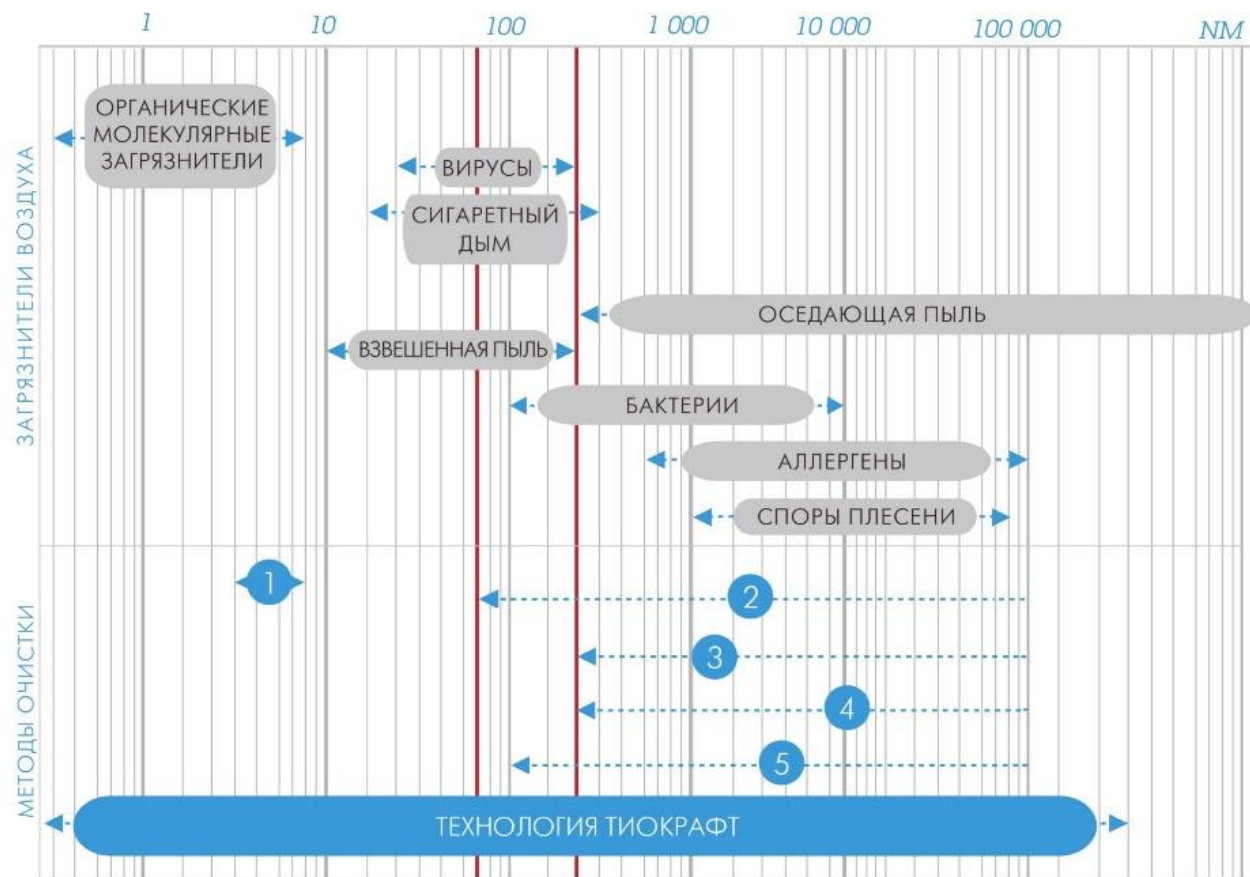 1 10 100 1 000 10 000 100 000 NM
ЗАГРЯЗНИТЕЛИ ВОЗДУХА
ОРГАНИЧЕСКИЕ
МОЛЕКУЛЯРНЫЕ
ЗАГРЯЗНИТЕЛИ
ВИРУСЫ
СИГАРЕТНЫЙ
ДЫМ
ОСЕДАЮЩАЯ ПЫЛЬ
ВЗВЕШЕННАЯ ПЫЛЬ
БАКТЕРИИ
АЛЛЕРГЕНЫ
СПОРЫ ПЛЕСЕНИ
МЕТОДЫ ОЧИСТКИ
1
2
3
4
5
ТЕХНОЛОГИЯ ТИОКРАФТ